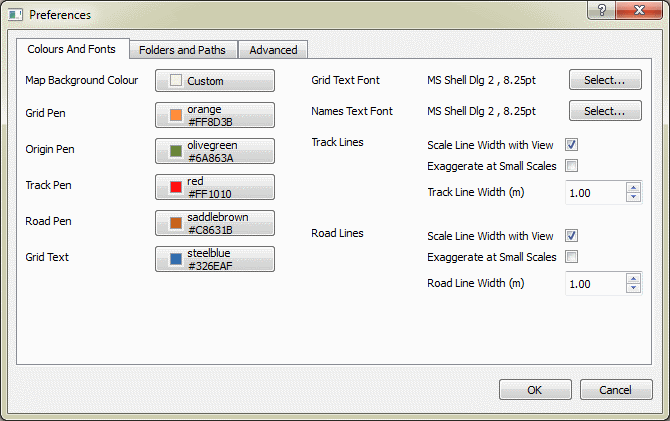 Preferences
?
Colours And Fonts
Folders and Paths
Advanced
Map Background Colour
Custom
Grid Pen
orange
#FF8D3B
Origin Pen
olivegreen
#6A863A
Track Pen
red
#FF1010
Road Pen
saddlebrown
#C8631B
Grid Text
steelblue
#326EAF
Grid Text Font
MS Shell Dlg 2 , 8.25pt
Select...
Names Text Font
MS Shell Dlg 2 , 8.25pt
Select...
Track Lines
Scale Line Width with View
Exaggerate at Small Scales
Track Line Width (m)
1.00
Road Lines
Scale Line Width with View
Exaggerate at Small Scales
Road Line Width (m)
1.00
OK
Cancel